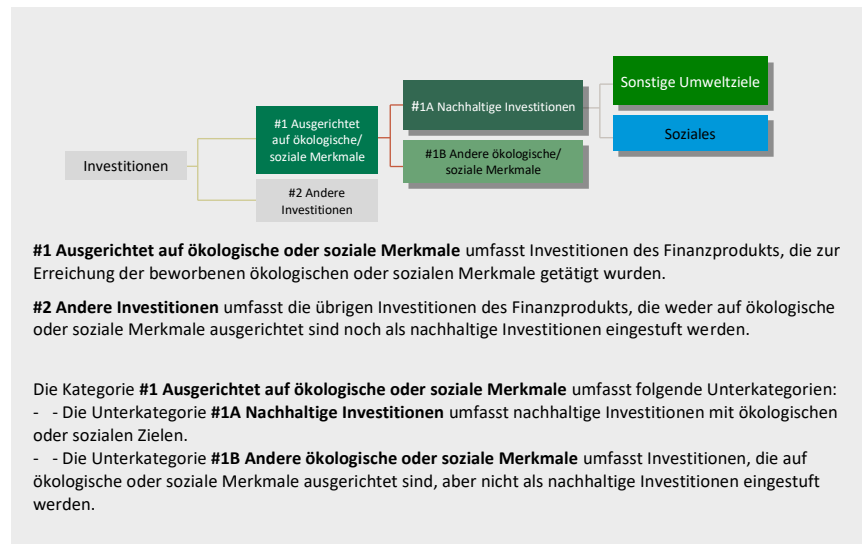 Sonstige Umweltziele
#1A Nachhaltige Investitionen
#1 Ausgerichtet
auf ökologische/
soziale Merkmale
Soziales
#1B Andere ökologische/
soziale Merkmale
Investitionen
#2 Andere
Investitionen
#1 Ausgerichtet auf ökologische oder soziale Merkmale umfasst Investitionen des Finanzprodukts, die zur
Erreichung der beworbenen ökologischen oder sozialen Merkmale getätigt wurden.
#2 Andere Investitionen umfasst die übrigen Investitionen des Finanzprodukts, die weder auf ökologische
oder soziale Merkmale ausgerichtet sind noch als nachhaltige Investitionen eingestuft werden.
Die Kategorie #1 Ausgerichtet auf ökologische oder soziale Merkmale umfasst folgende Unterkategorien:
- - Die Unterkategorie #1A Nachhaltige Investitionen umfasst nachhaltige Investitionen mit ökologischen
oder sozialen Zielen.
- - Die Unterkategorie #1B Andere ökologische oder soziale Merkmale umfasst Investitionen, die auf
ökologische oder soziale Merkmale ausgerichtet sind, aber nicht als nachhaltige Investitionen eingestuft
werden.